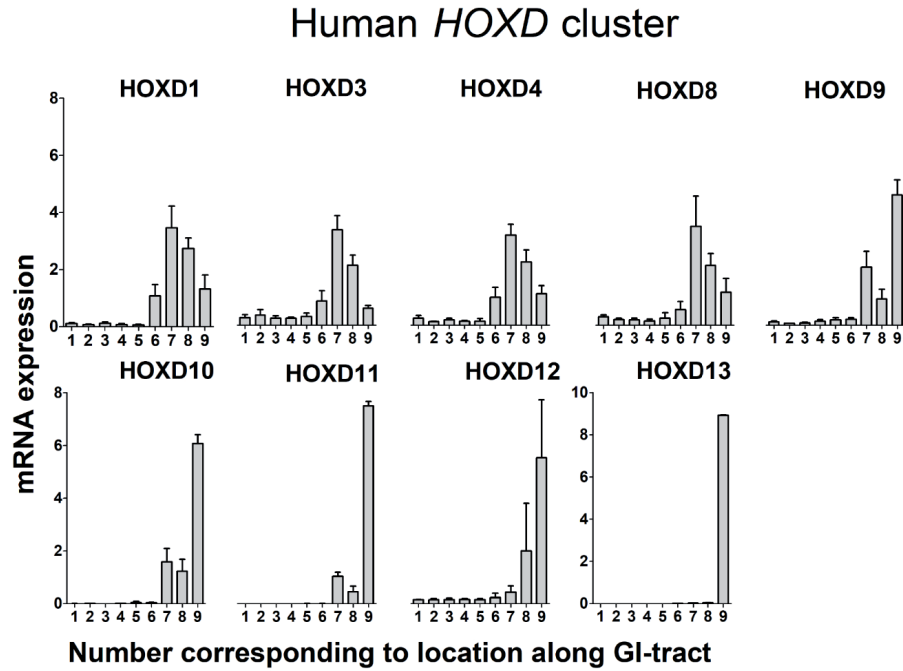 Human HOXD cluster
HOXD1 HOXD3 HOXD4 HOXD8 HOXD9
8
6
4
2
0
1 2 3 4 5 6 7 8 9 1 2 3 4 5 6 7 8 9 1 2 3 4 5 6 7 8 9 1 2 3 4 5 6 7 8 9 1 2 3 4 5 6 7 8 9
mRNA expression
HOXD10 HOXD11 HOXD12 HOXD13
8 10
6 8
4 6
2 4
0 2
0
1 2 3 4 5 6 7 8 9 1 2 3 4 5 6 7 8 9 1 2 3 4 5 6 7 8 9 1 2 3 4 5 6 7 8 9
Number corresponding to location along GI-tract